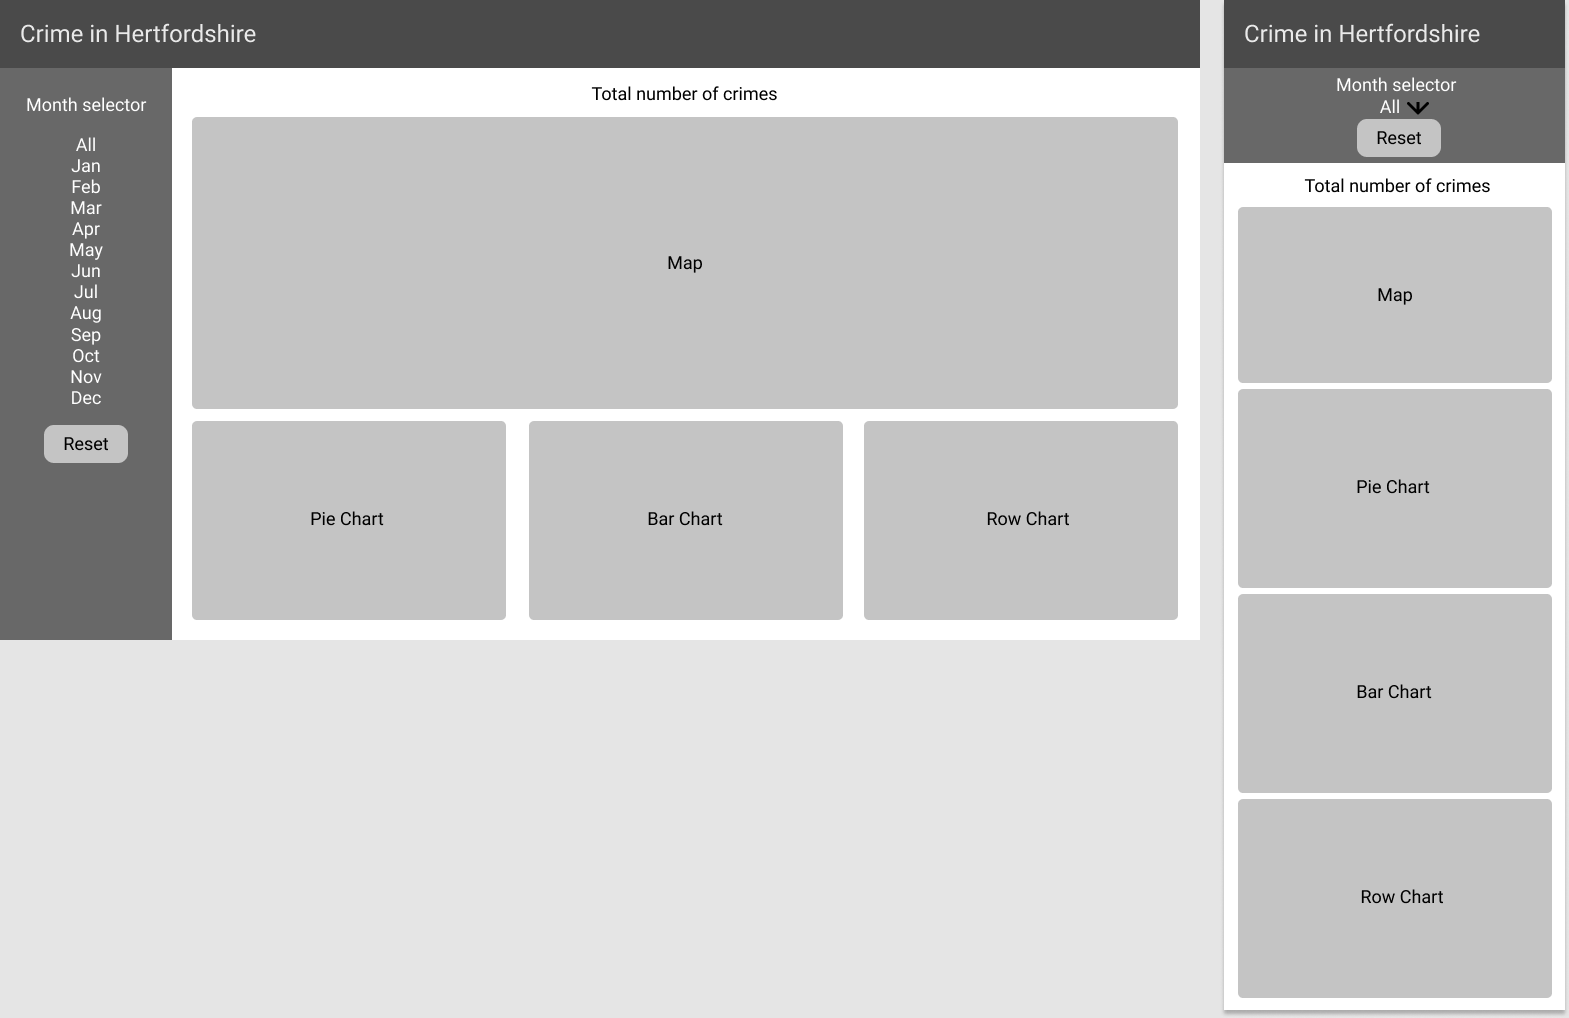 Crime in Hertfordshire
Month selector
All
Jan
Feb
Mar
Apr
May
Jun
Jul
Aug
Sep
Oct
Nov
Dec
Reset
Total number of crimes
Map
Pie Chart
Bar Chart
Row Chart
Crime in Hertfordshire
Month selector
All
Reset
Total number of crimes
Map
Pie Chart
Bar Chart
Row Chart